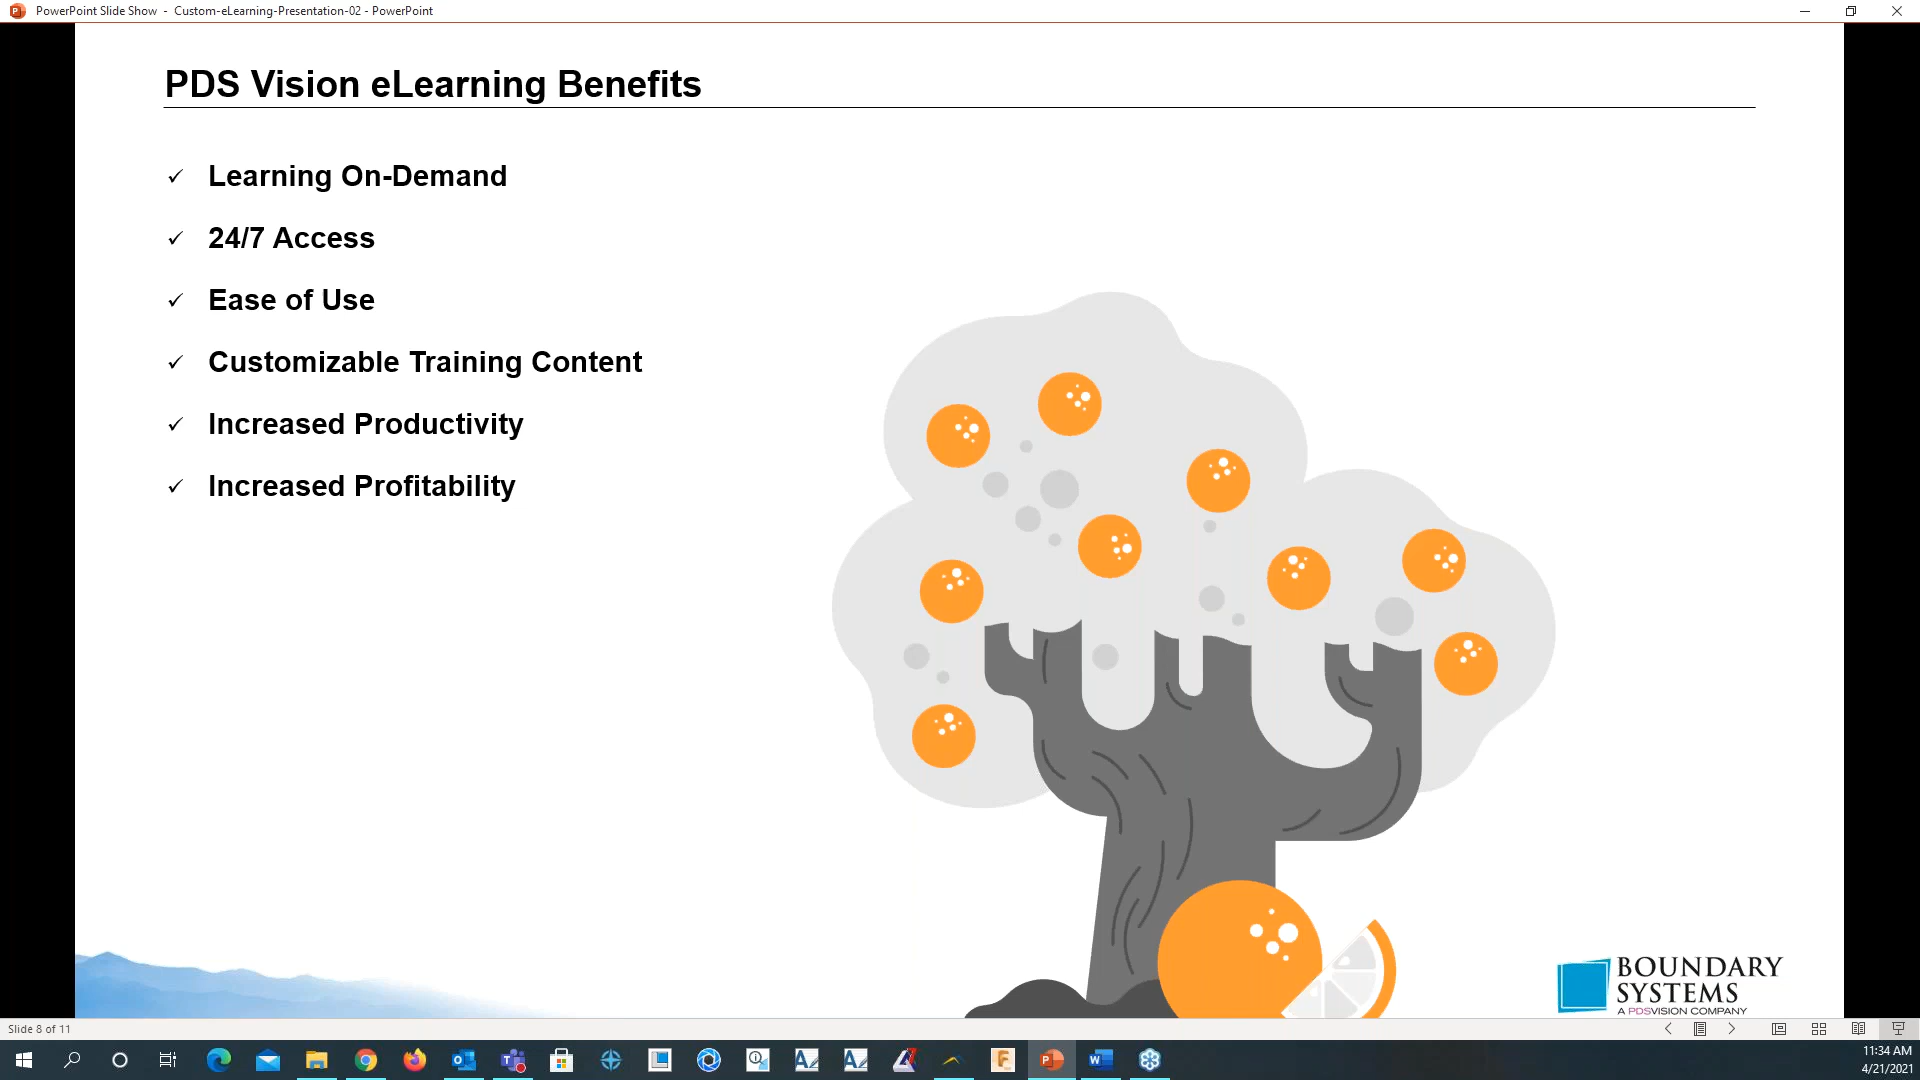 PowerPoint Slide Show - Custom-eLearning-Presentation-02 - PowerPoint
PDS Vision eLearning Benefits
✓ Learning On-Demand
✓ 24/7 Access
✓ Ease of Use
✓ Customizable Training Content
✓ Increased Productivity
✓ Increased Profitability
BOUNDARY
SYSTEMS
A PDSVISION COMPANY
Slide 8 of 11
11:34 AM
4/21/2021